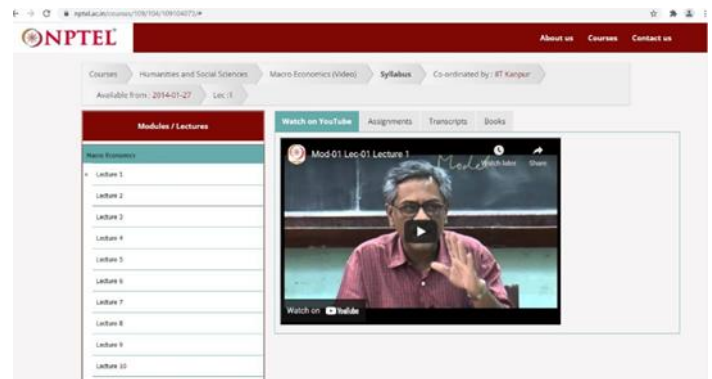 nptel.ac.in/courses/109/104/109104073/#
NPTEL
About us Courses Contact us
Courses Humanities and Social Sciences Macro Economics (Video) Syllabus Co-ordinated by : IIT Kanpur
Available from : 2014-01-27 Lec :1
Modules / Lectures
Watch on YouTube Assignments Transcripts Books
Macro Economics
Lecture 1
Lecture 2
Lecture 3
Lecture 4
Lecture 5
Lecture 6
Lecture 7
Lecture 8
Lecture 9
Lecture 10
Mod-01 Lec-01 Lecture 1
Model
Watch later Share
Watch on YouTube